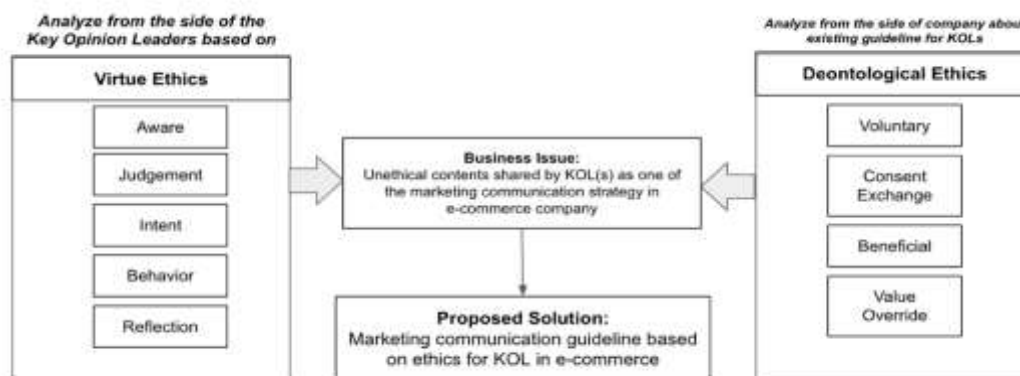 Analyze from the side of the
Key Opinion Leaders based on
Virtue Ethics
Aware
Judgement
Intent
Behavior
Reflection
Business Issue:
Unethical contents shared by KOL(s) as one of
the marketing communication strategy in
e-commerce company
Proposed Solution:
Marketing communication guideline based
on ethics for KOL in e-commerce
Analyze from the side of company about
existing guideline for KOLs
Deontological Ethics
Voluntary
Consent
Exchange
Beneficial
Value
Override